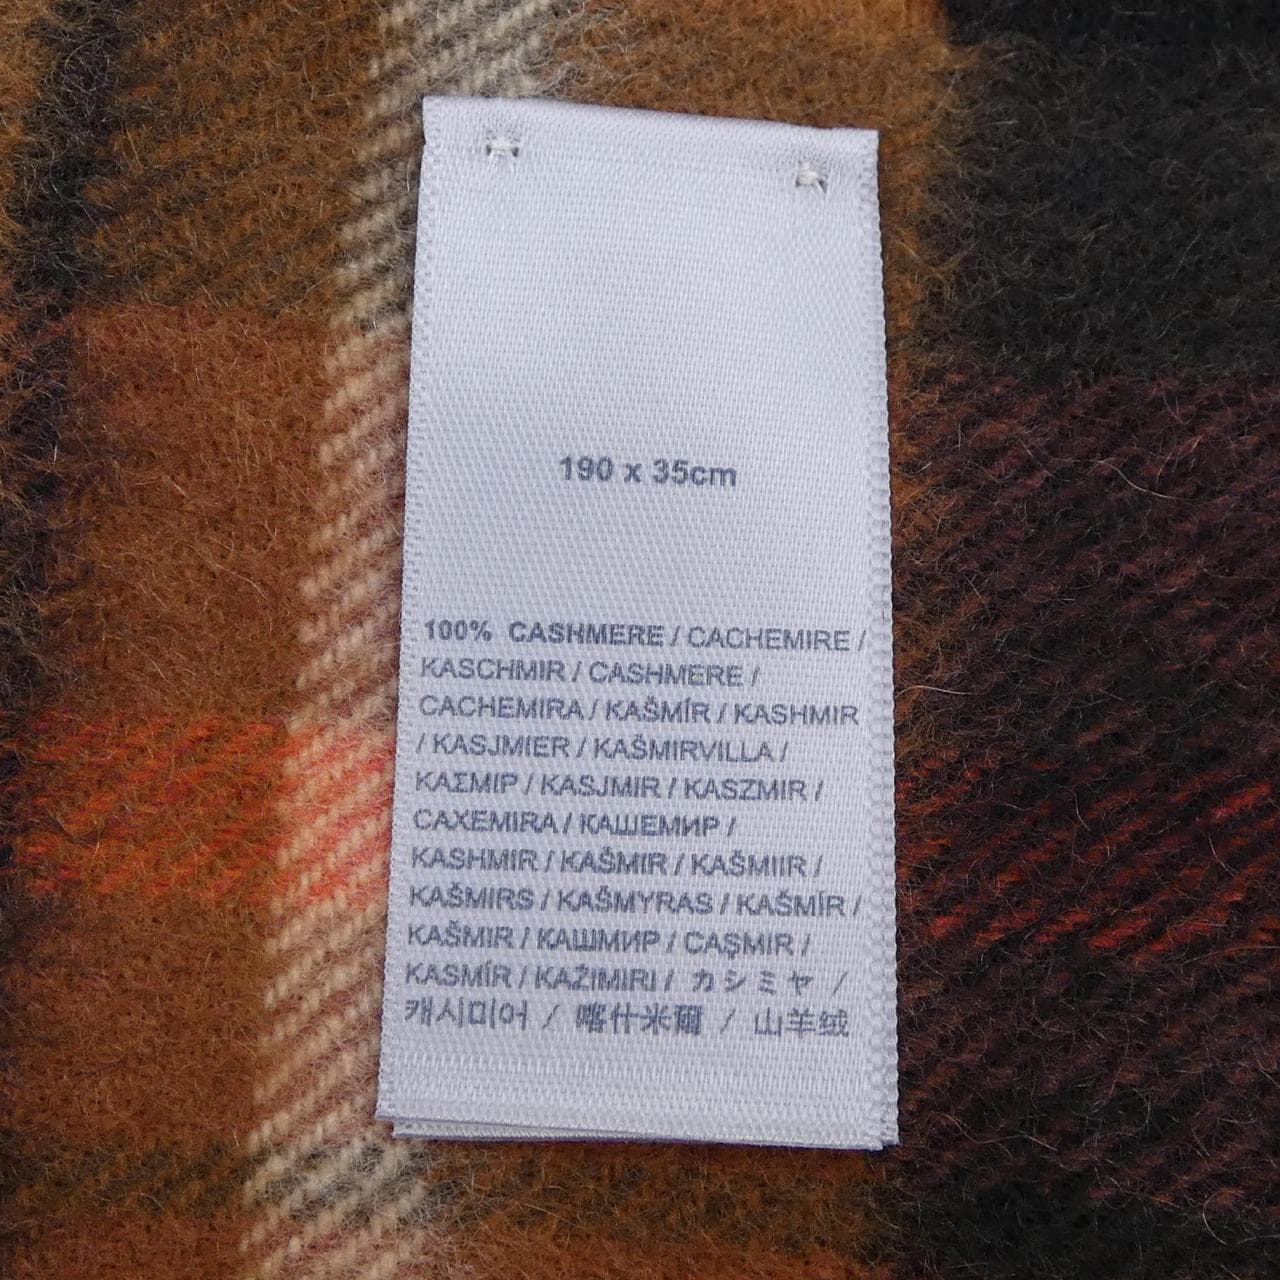 190 x 35cm
100% CASHMERE / CACHEMIRE /
KASCHMIR / CASHMERE /
CACHEMIRA / KAŠMÍR / KASHMIR
/ KASJMIER / KAŠMIRVILLA /
ΚΑΣΜΙΡ / KASJMIR / KASZMIR /
CAXEMIRA / КАШЕМИР /
KASHMIR / KAŠMIR / KAŠMIIR /
KAŠMIRS / KAŠMYRAS / KAŠMÍR /
KAŠMIR / КАШМИР / CAŞMIR /
KASMÍR / KAŻIMIRI / カシミヤ /
캐시미어 / 喀什米爾 / 山羊绒